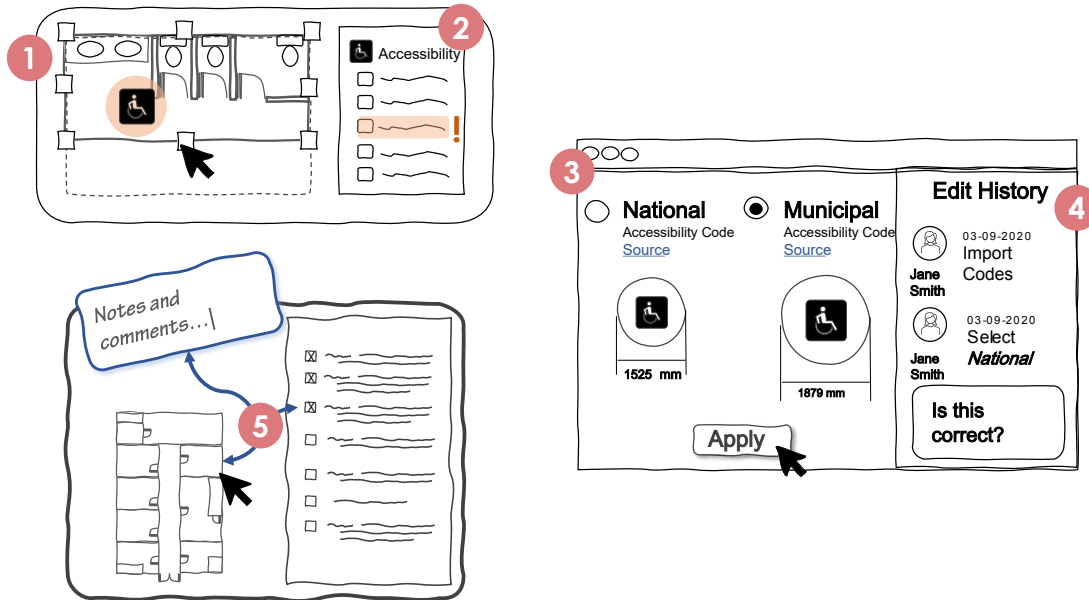 1
2
Accessibility
!
3
National
Accessibility Code
Source
1525 mm
Municipal
Accessibility Code
Source
1879 mm
Apply
4
Edit History
Jane
Smith
03-09-2020
Import
Codes
Jane
Smith
03-09-2020
Select
National
Is this
correct?
Notes and
comments...|
5